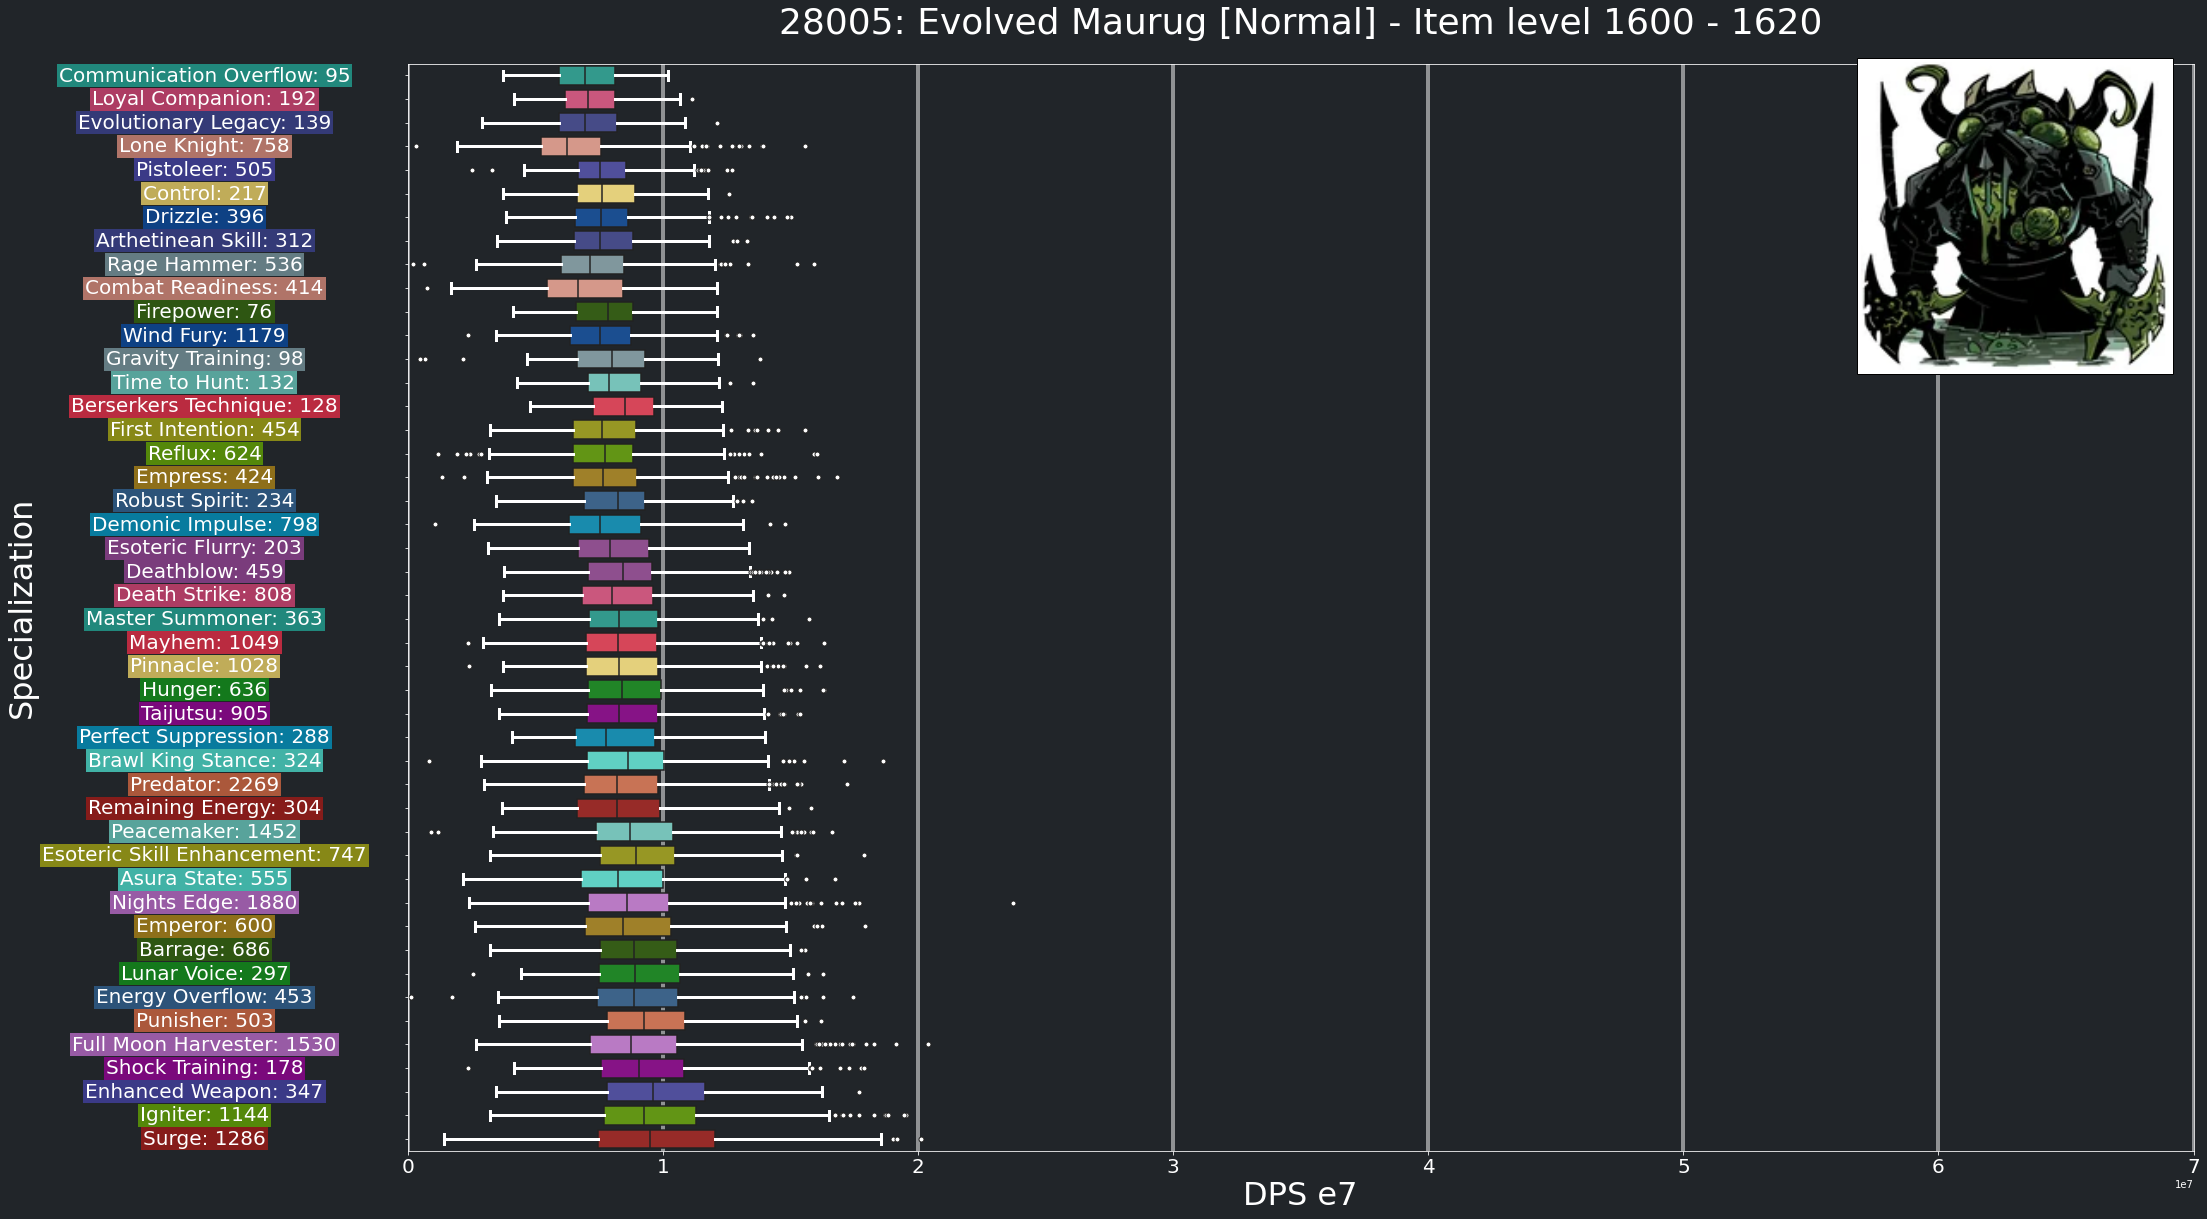 28005: Evolved Maurug [Normal] - Item level 1600 - 1620
Communication Overflow: 95
Loyal Companion: 192
Evolutionary Legacy: 139
Lone Knight: 758
Pistoleer: 505
Control: 217
Drizzle: 396
Arthetinean Skill: 312
Rage Hammer: 536
Combat Readiness: 414
Firepower: 76
Wind Fury: 1179
Gravity Training: 98
Time to Hunt: 132
Berserkers Technique: 128
First Intention: 454
Reflux: 624
Empress: 424
Robust Spirit: 234
Demonic Impulse: 798
Esoteric Flurry: 203
Deathblow: 459
Death Strike: 808
Master Summoner: 363
Mayhem: 1049
Pinnacle: 1028
Hunger: 636
Taijutsu: 905
Perfect Suppression: 288
Brawl King Stance: 324
Predator: 2269
Remaining Energy: 304
Peacemaker: 1452
Esoteric Skill Enhancement: 747
Asura State: 555
Nights Edge: 1880
Emperor: 600
Barrage: 686
Lunar Voice: 297
Energy Overflow: 453
Punisher: 503
Full Moon Harvester: 1530
Shock Training: 178
Enhanced Weapon: 347
Igniter: 1144
Surge: 1286
Specialization
0 1 2 3 4 5 6 7
1e7
DPS e7